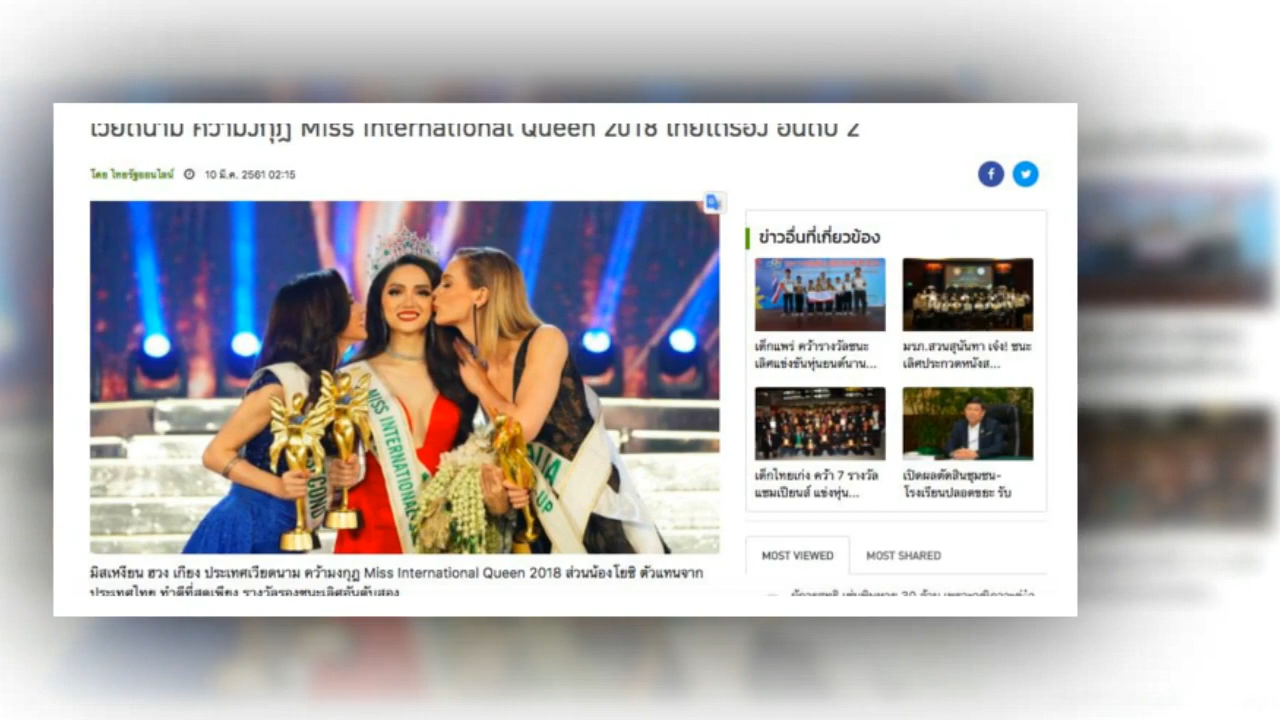 เวียดนาม คว้ามงกุฎ Miss International Queen 2018 ไทยได้รอง อันดับ 2
โดย ไทยรัฐออนไลน์ 10 มี.ค. 2561 02:15
MISS INTERNATIONAL
SECOND
UP
ข่าวอื่นที่เกี่ยวข้อง
เด็กแพร่ คว้ารางวัลชนะ
เลิศแข่งขันหุ่นยนต์นาน...
มรภ.สวนสุนันทา เจ๋ง! ชนะ
เลิศประกวดหนังส...
เด็กไทยเก่ง คว้า 7 รางวัล
แชมเปียนส์ แข่งหุ่น...
เปิดผลตัดสินชุมชน-
โรงเรียนปลอดขยะ รับ
มิสเหงียน ฮวง เกียง ประเทศเวียดนาม คว้ามงกุฎ Miss International Queen 2018 ส่วนน้องโยชิ ตัวแทนจาก
ประเทศไทย ทำดีที่สุดเพียง รางวัลรองชนะเลิศอันดับสอง
MOST VIEWED
MOST SHARED